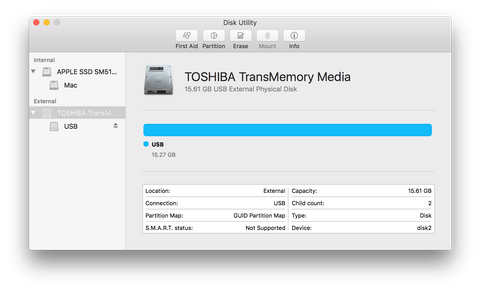 Disk Utility
First Aid Partition Erase Mount Info
Internal
APPLE SSD SM51...
Mac
External
TOSHIBA TransM...
USB
TOSHIBA TransMemory Media
15.61 GB USB External Physical Disk
USB
15.27 GB
Location: External Capacity: 15.61 GB
Connection: USB Child count: 2
Partition Map: GUID Partition Map Type: Disk
S.M.A.R.T. status: Not Supported Device: disk2